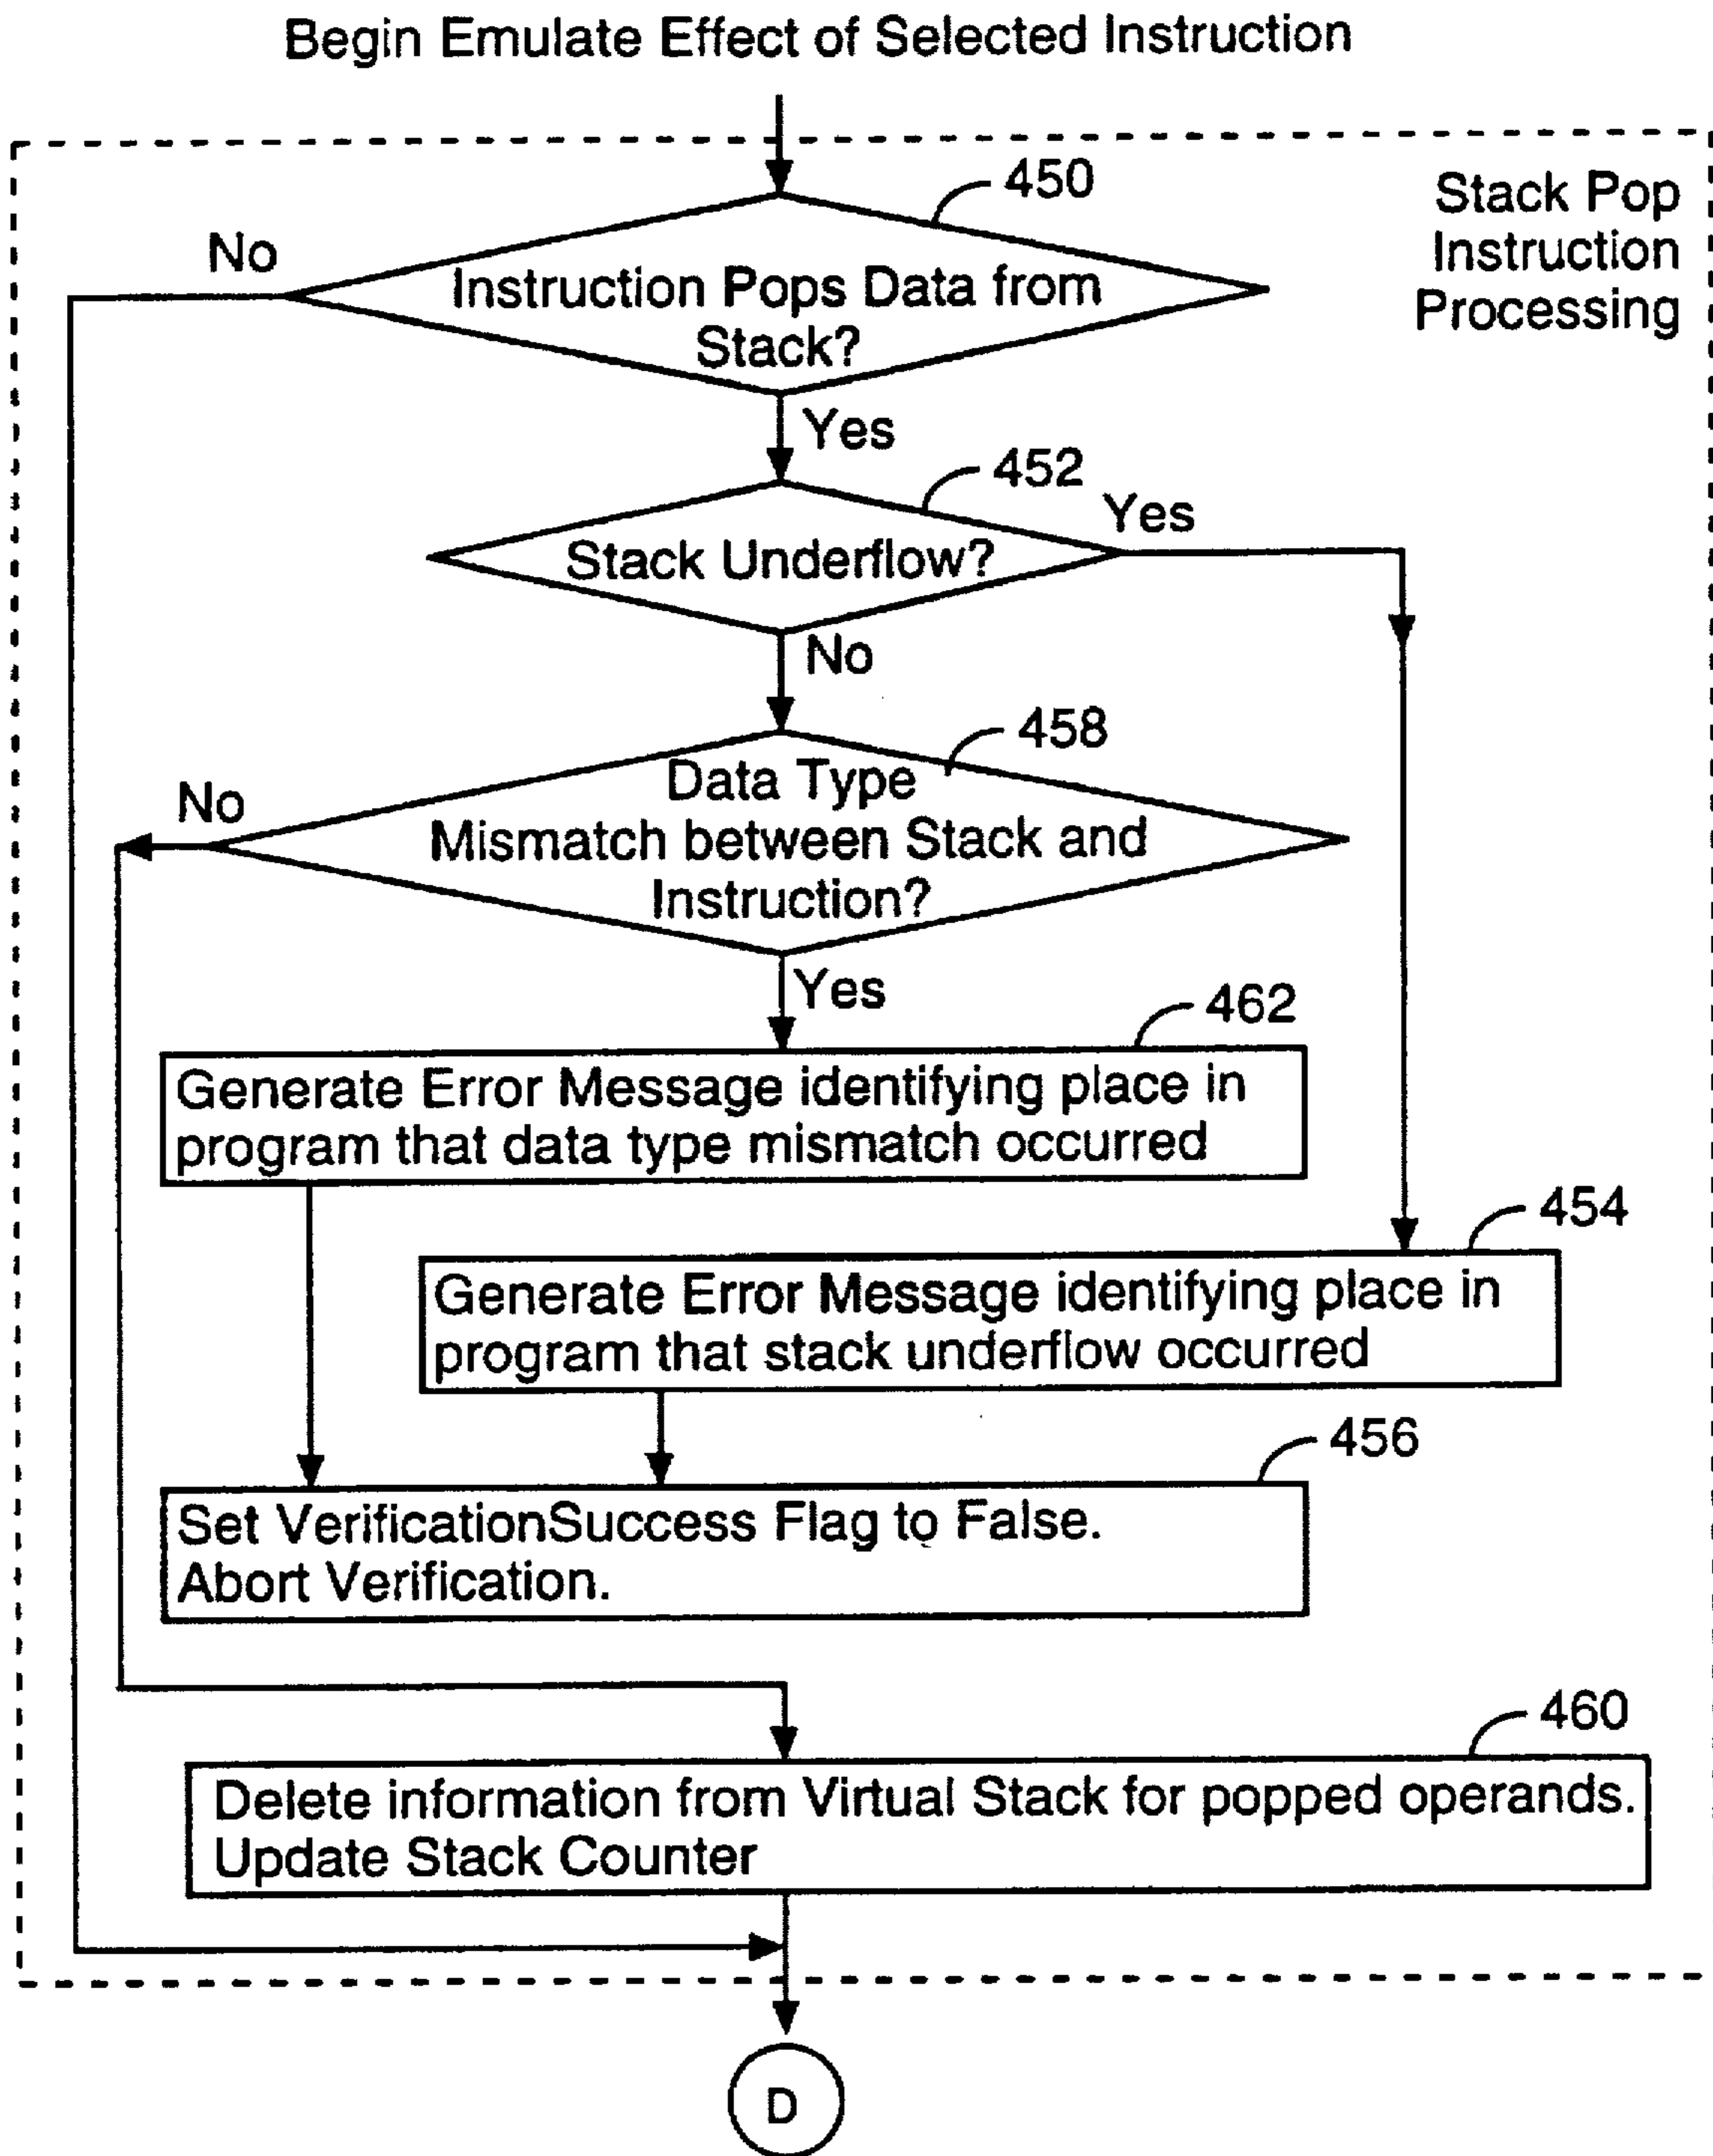 Begin Emulate Effect of Selected Instruction
450
Stack Pop
Instruction
Processing
No
Instruction Pops Data from
Stack?
Yes
452
Yes
Stack Underflow?
No
458
No
Data Type
Mismatch between Stack and
Instruction?
Yes
462
Generate Error Message identifying place in
program that data type mismatch occurred
454
Generate Error Message identifying place in
program that stack underflow occurred
456
Set VerificationSuccess Flag to False.
Abort Verification.
460
Delete information from Virtual Stack for popped operands.
Update Stack Counter
D